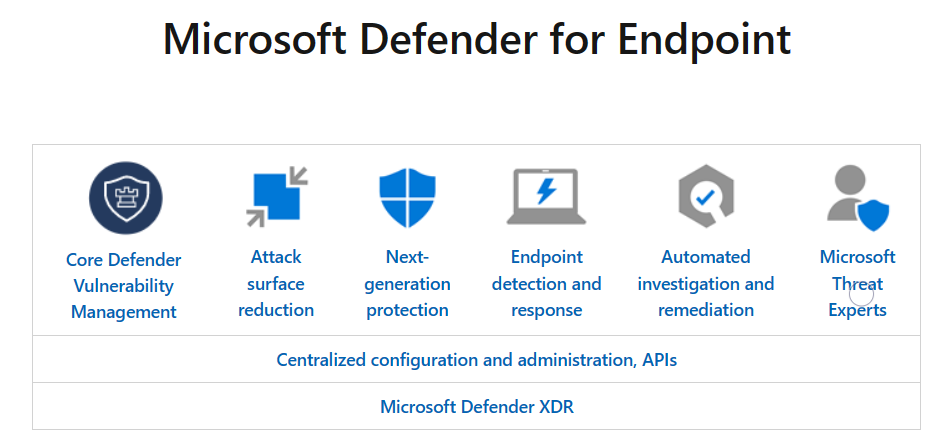 Microsoft Defender for Endpoint
Core Defender
Vulnerability
Management
Attack
surface
reduction
Next-
generation
protection
Endpoint
detection and
response
Automated
investigation and
remediation
Microsoft
Threat
Experts
Centralized configuration and administration, APIs
Microsoft Defender XDR